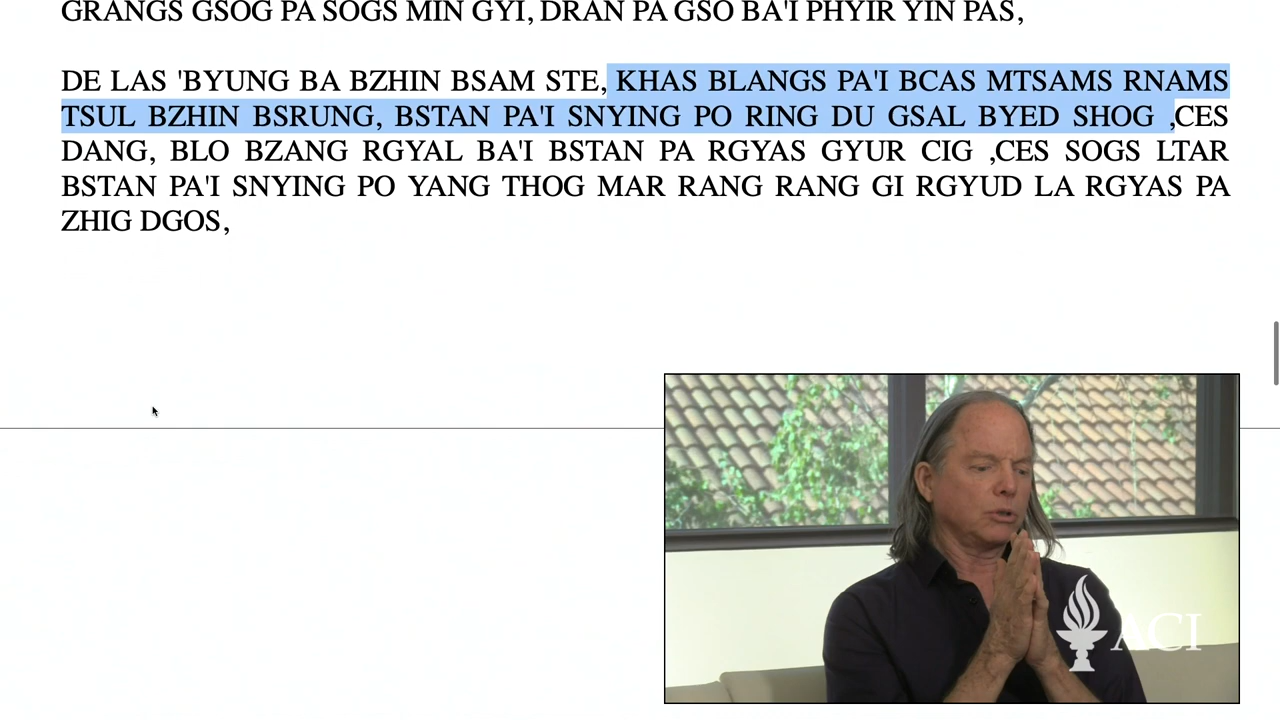 GRANGS GSOG PA SOGS MIN GYI, DRAN PA GSO BA'I PHYIR YIN PAS,
DE LAS 'BYUNG BA BZHIN BSAM STE, KHAS BLANGS PA'I BCAS MTSAMS RNAMS
TSUL BZHIN BSRUNG, BSTAN PA'I SNYING PO RING DU GSAL BYED SHOG ,CES
DANG, BLO BZANG RGYAL BA'I BSTAN PA RGYAS GYUR CIG ,CES SOGS LTAR
BSTAN PA'I SNYING PO YANG THOG MAR RANG RANG GI RGYUD LA RGYAS PA
ZHIG DGOS,
ACI